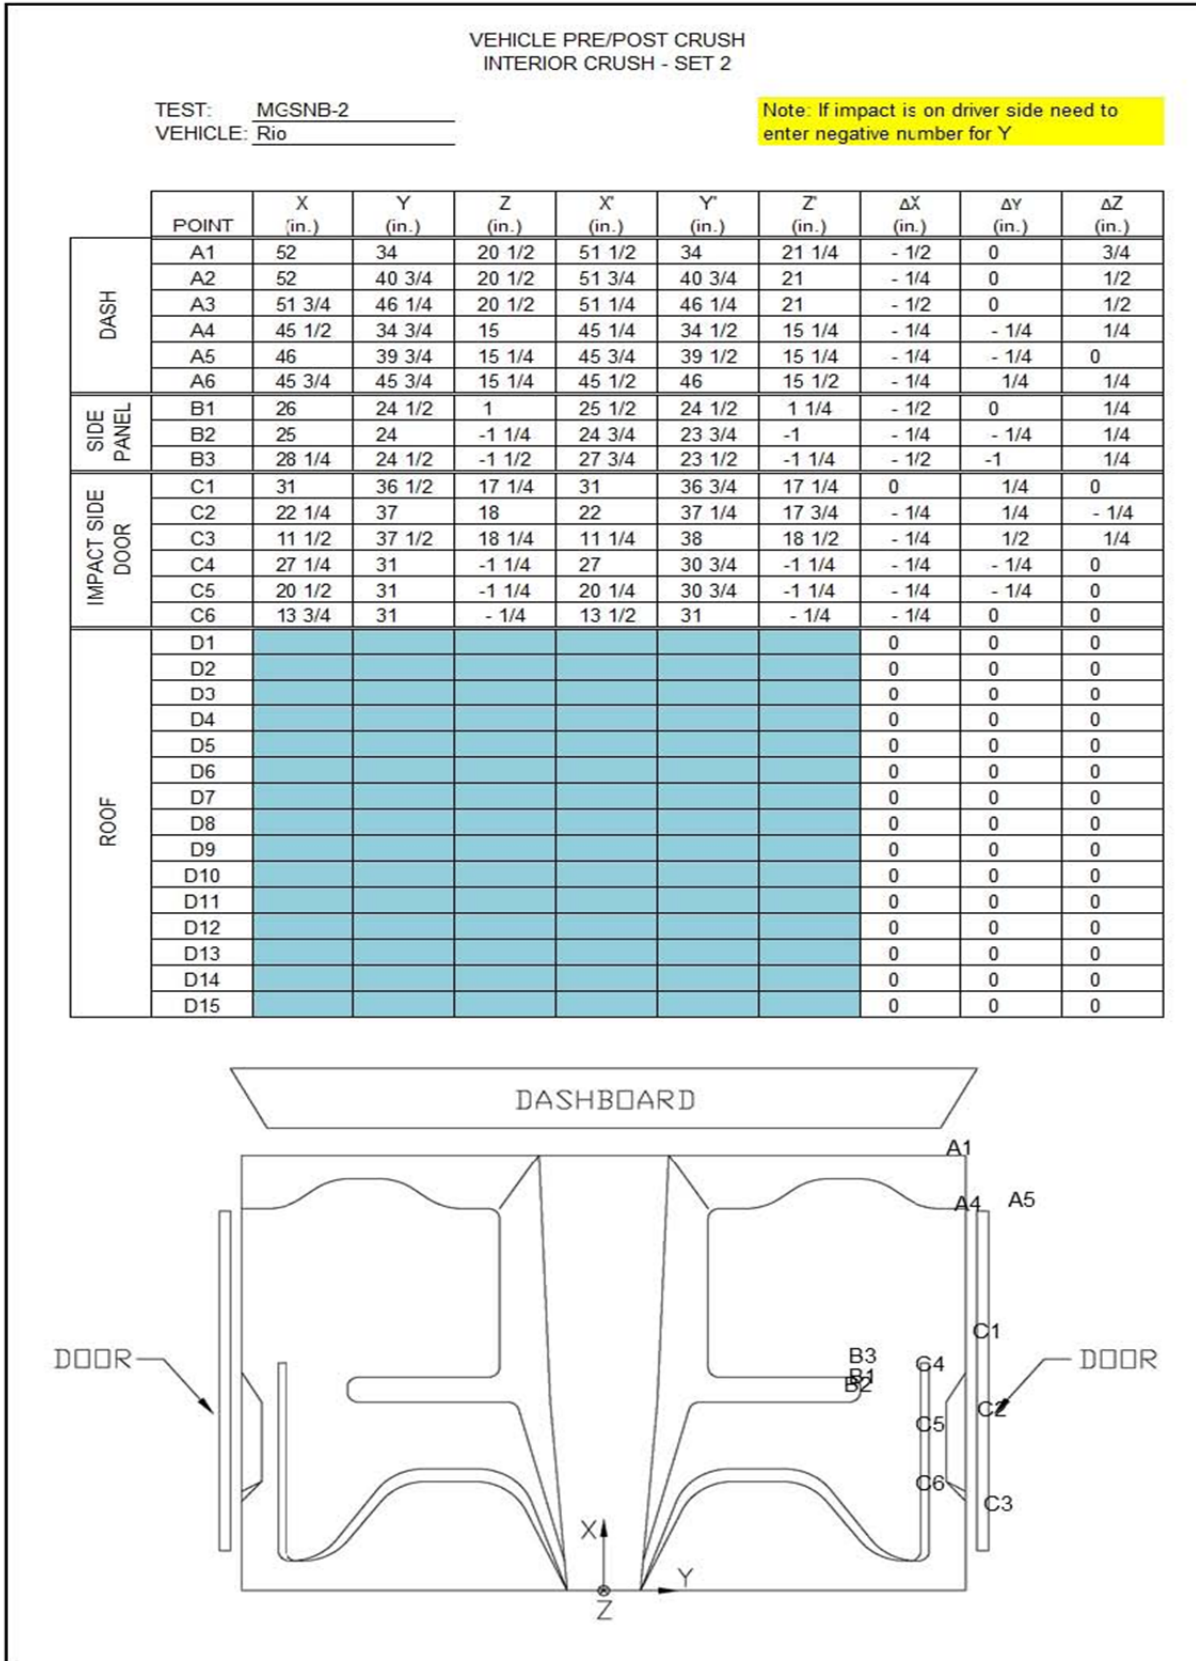 VEHICLE PRE/POST CRUSH
INTERIOR CRUSH - SET 2
TEST: MGSNB-2
VEHICLE: Rio
Note: If impact is on driver side need to
enter negative number for Y
POINT X (in.) Y (in.) Z (in.) X' (in.) Y' (in.) Z' (in.) ΔX (in.) ΔY (in.) ΔZ (in.)
DASH
A1 52 34 20 1/2 51 1/2 34 21 1/4 - 1/2 0 3/4
A2 52 40 3/4 20 1/2 51 3/4 40 3/4 21 - 1/4 0 1/2
A3 51 3/4 46 1/4 20 1/2 51 1/4 46 1/4 21 - 1/2 0 1/2
A4 45 1/2 34 3/4 15 45 1/4 34 1/2 15 1/4 - 1/4 - 1/4 1/4
A5 46 39 3/4 15 1/4 45 3/4 39 1/2 15 1/4 - 1/4 - 1/4 0
A6 45 3/4 45 3/4 15 1/4 45 1/2 46 15 1/2 - 1/4 1/4 1/4
SIDE PANEL
B1 26 24 1/2 1 25 1/2 24 1/2 1 1/4 - 1/2 0 1/4
B2 25 24 -1 1/4 24 3/4 23 3/4 -1 - 1/4 - 1/4 1/4
B3 28 1/4 24 1/2 -1 1/2 27 3/4 23 1/2 -1 1/4 - 1/2 -1 1/4
IMPACT SIDE DOOR
C1 31 36 1/2 17 1/4 31 36 3/4 17 1/4 0 1/4 0
C2 22 1/4 37 18 22 37 1/4 17 3/4 - 1/4 1/4 - 1/4
C3 11 1/2 37 1/2 18 1/4 11 1/4 38 18 1/2 - 1/4 1/2 1/4
C4 27 1/4 31 -1 1/4 27 30 3/4 -1 1/4 - 1/4 - 1/4 0
C5 20 1/2 31 -1 1/4 20 1/4 30 3/4 -1 1/4 - 1/4 - 1/4 0
C6 13 3/4 31 - 1/4 13 1/2 31 - 1/4 - 1/4 0 0
ROOF
D1 0 0 0
D2 0 0 0
D3 0 0 0
D4 0 0 0
D5 0 0 0
D6 0 0 0
D7 0 0 0
D8 0 0 0
D9 0 0 0
D10 0 0 0
D11 0 0 0
D12 0 0 0
D13 0 0 0
D14 0 0 0
D15 0 0 0
DASHBOARD
A1
A4 A5
C1
DOOR B3 C4 DOOR
B1
B2
C2
C5
C6
C3
X
Y
Z